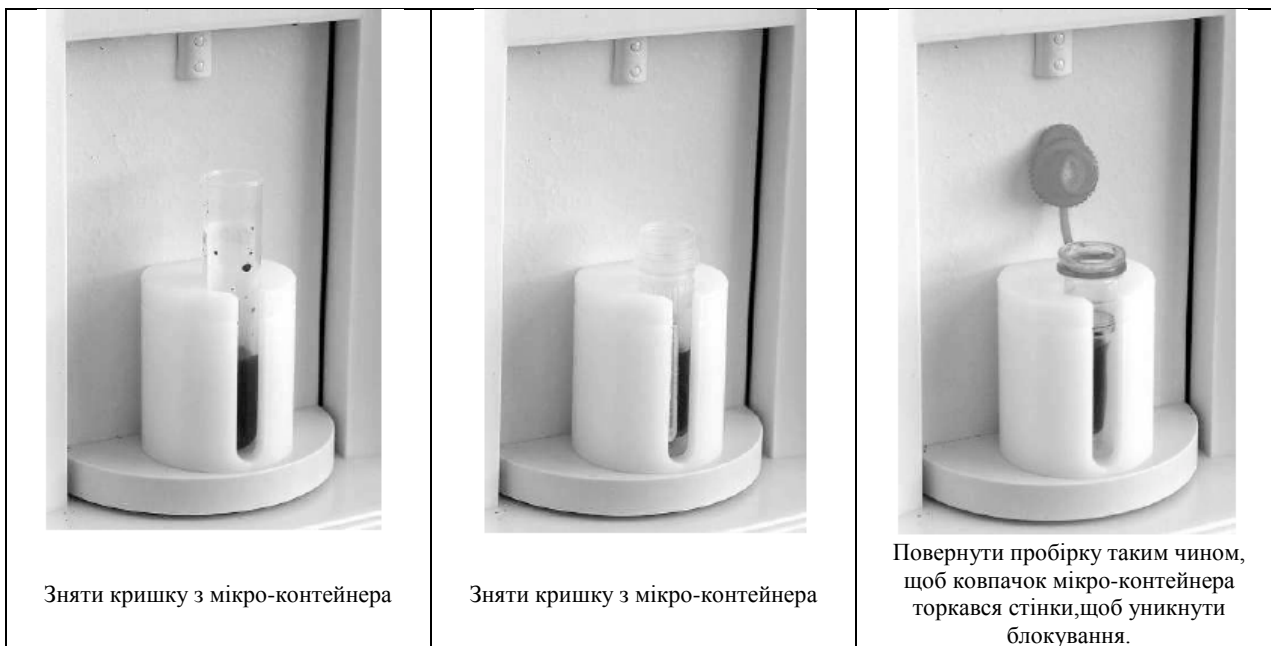 Зняти кришку з мікро-контейнера
Зняти кришку з мікро-контейнера
Повернути пробірку таким чином,
щоб ковпачок мікро-контейнера
торкався стінки,щоб уникнути
блокування.